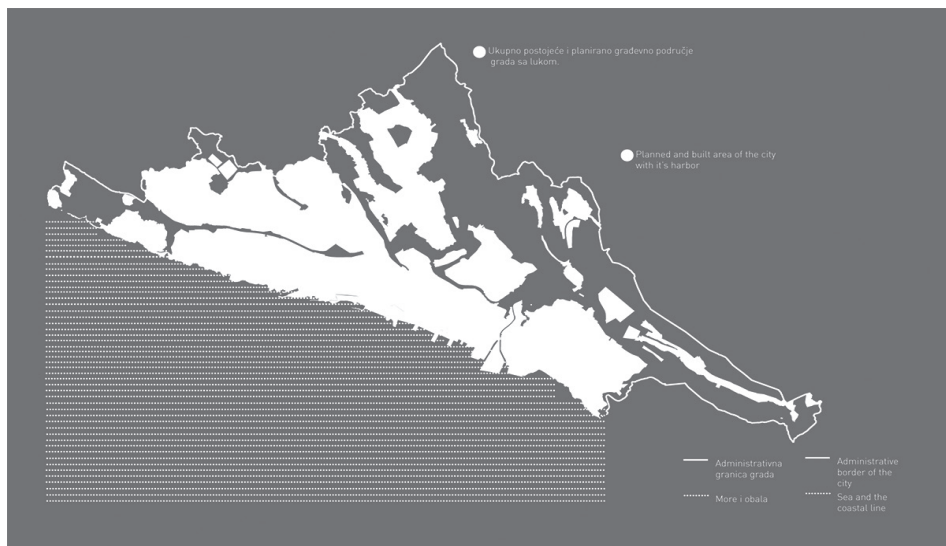 Ukupno postojeće i planirano građevno područje
grada sa lukom.
Planned and built area of the city
with it's harbor
Administrativna
granica grada
More i obala
Administrative
border of the
city
Sea and the
coastal line